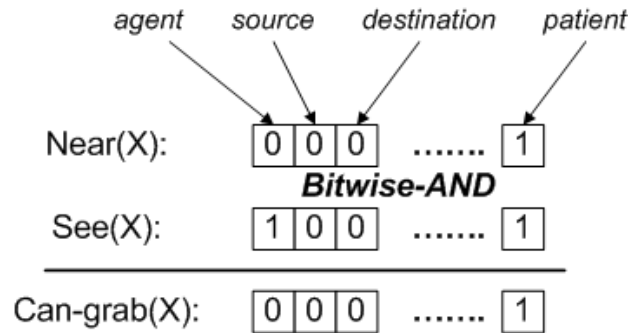 agent source destination patient
Near(X): 0 0 0 ....... 1
Bitwise-AND
See(X): 1 0 0 ....... 1
Can-grab(X): 0 0 0 ....... 1